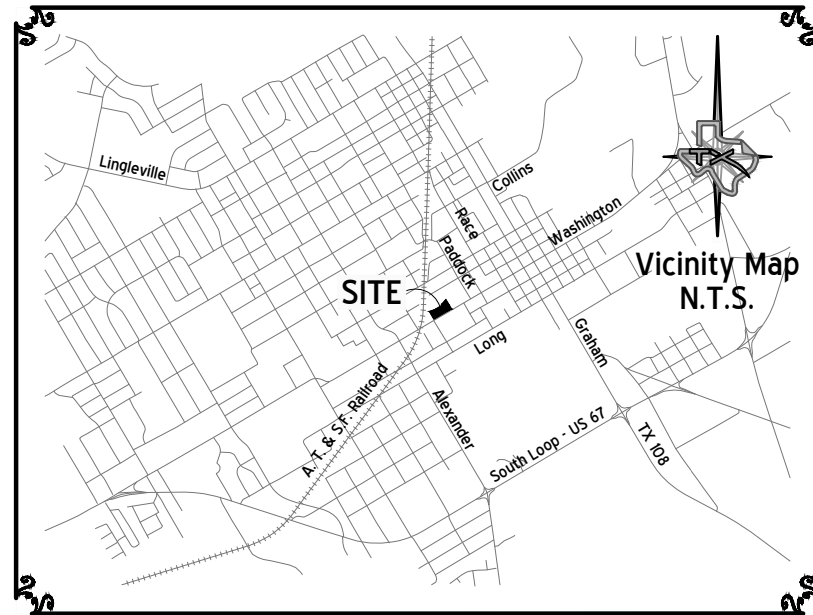 Lingleville
Collins
Race
Washington
Paddock
TX
Vicinity Map
N.T.S.
SITE
Long
Graham
A. T. & S.F. Railroad
Alexander
South Loop - US 67
TX 108